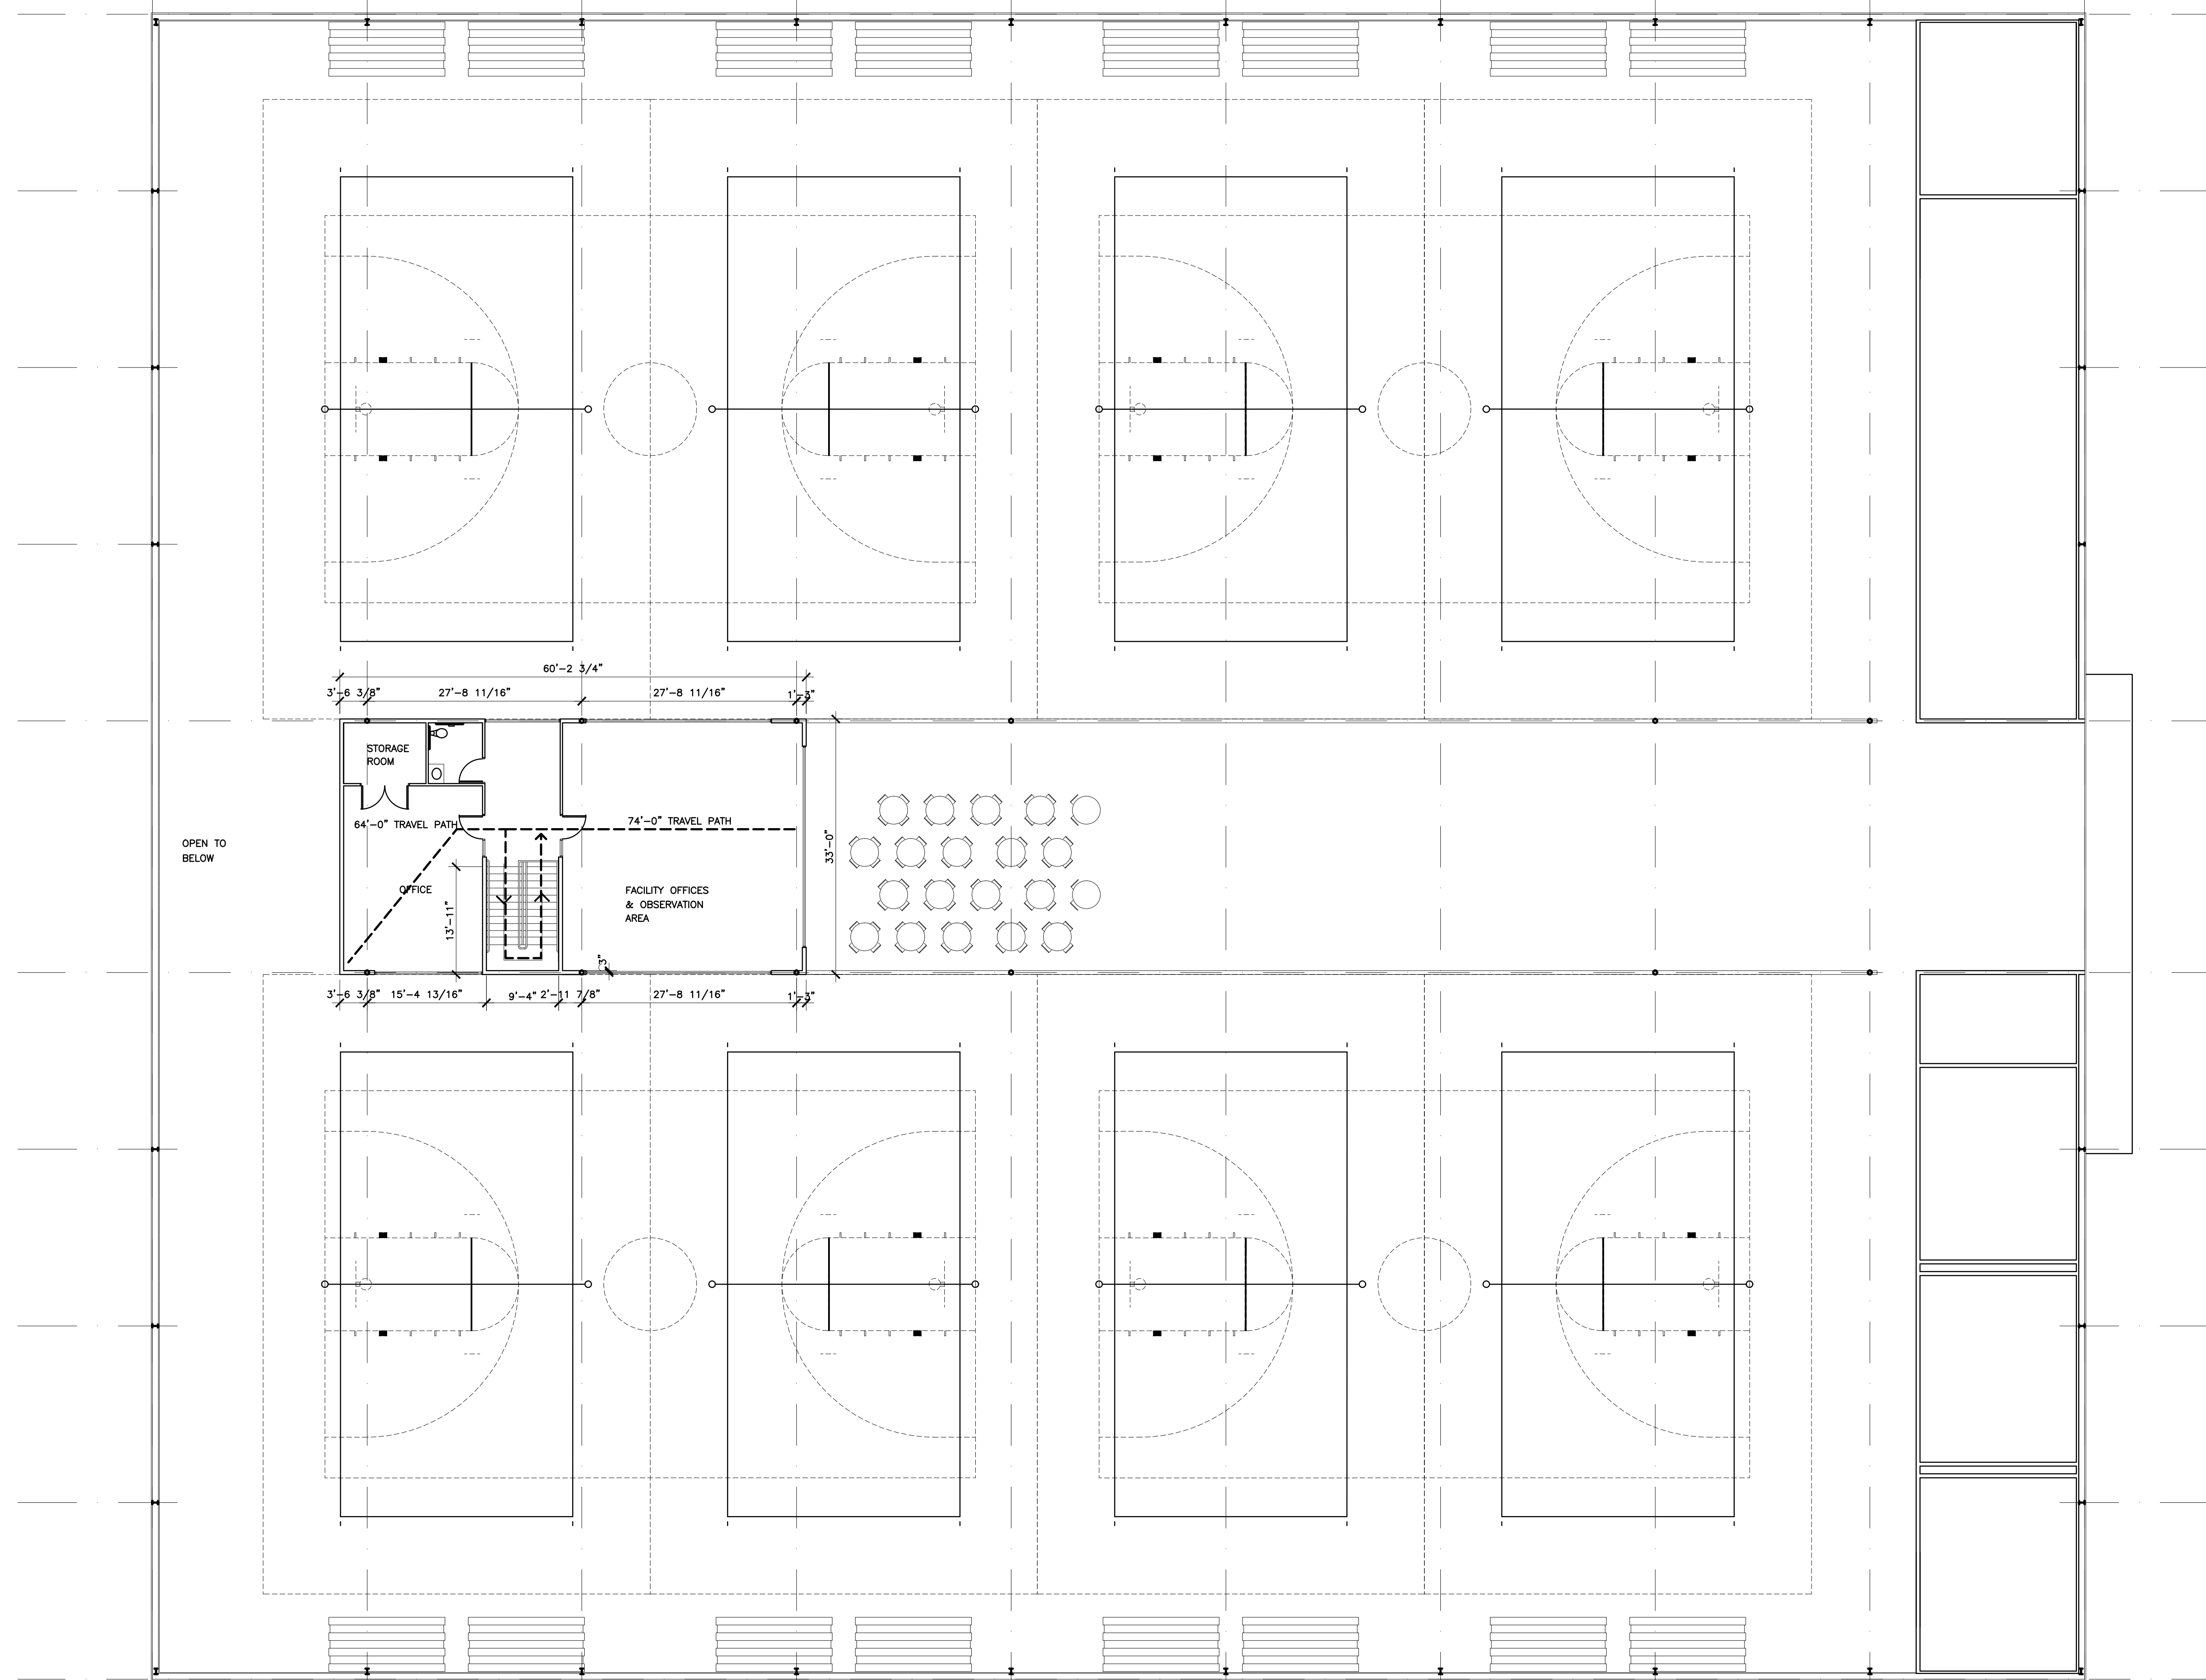 60'-2 3/4"
3'-6 3/8"
27'-8 11/16"
27'-8 11/16"
1'-3"
STORAGE
ROOM
64'-0" TRAVEL PATH
74'-0" TRAVEL PATH
OPEN TO
BELOW
33'-0"
OFFICE
13'-11"
FACILITY OFFICES
& OBSERVATION
AREA
3'-6 3/8"
15'-4 13/16"
9'-4"
2'-11 7/8"
27'-8 11/16"
1'-3"